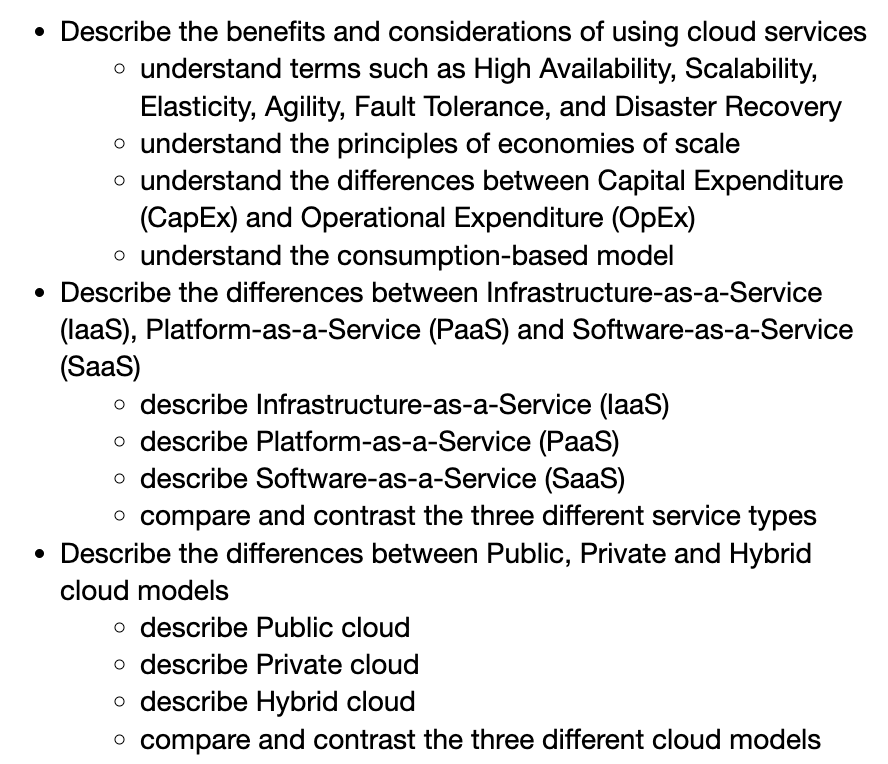 • Describe the benefits and considerations of using cloud services
○ understand terms such as High Availability, Scalability,
Elasticity, Agility, Fault Tolerance, and Disaster Recovery
○ understand the principles of economies of scale
○ understand the differences between Capital Expenditure
(CapEx) and Operational Expenditure (OpEx)
○ understand the consumption-based model
• Describe the differences between Infrastructure-as-a-Service
(IaaS), Platform-as-a-Service (PaaS) and Software-as-a-Service
(SaaS)
○ describe Infrastructure-as-a-Service (IaaS)
○ describe Platform-as-a-Service (PaaS)
○ describe Software-as-a-Service (SaaS)
○ compare and contrast the three different service types
• Describe the differences between Public, Private and Hybrid
cloud models
○ describe Public cloud
○ describe Private cloud
○ describe Hybrid cloud
○ compare and contrast the three different cloud models